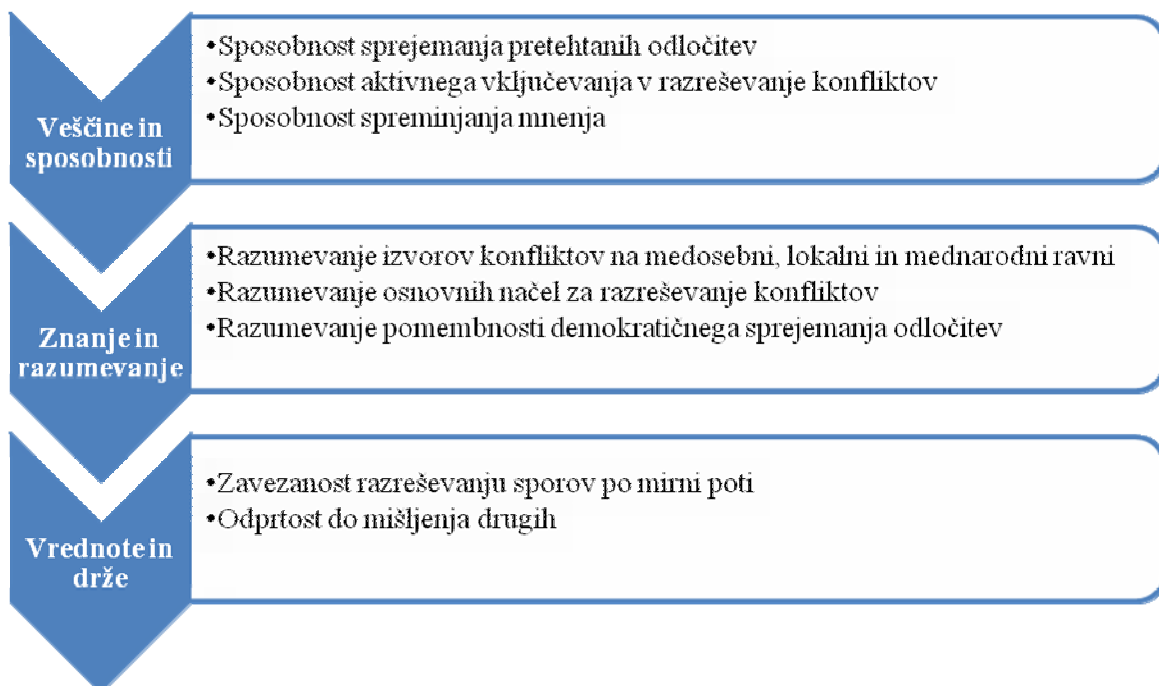 Veščine in
sposobnosti
•Sposobnost sprejemanja pretehtanih odločitev
•Sposobnost aktivnega vključevanja v razreševanje konfliktov
•Sposobnost spreminjanja mnenja
Znanje in
razumevanje
•Razumevanje izvorov konfliktov na medosebni, lokalni in mednarodni ravni
•Razumevanje osnovnih načel za razreševanje konfliktov
•Razumevanje pomembnosti demokratičnega sprejemanja odločitev
Vrednote in
drže
•Zavezanost razreševanju sporov po mirni poti
•Odprtost do mišljenja drugih